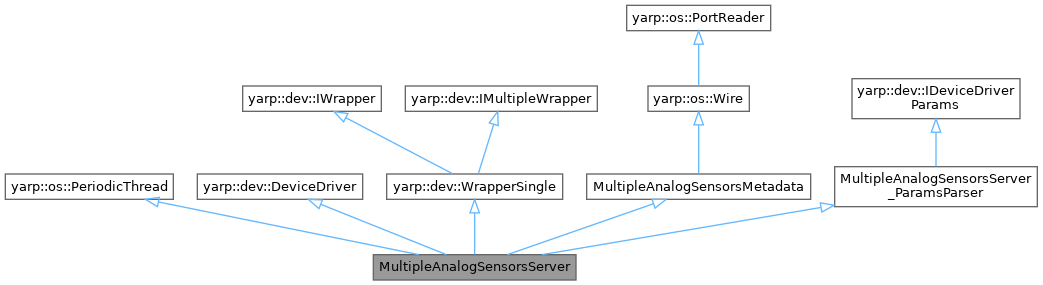 yarp::os::PortReader
yarp::dev::IWrapper
yarp::dev::IMultipleWrapper
yarp::os::Wire
yarp::dev::IDeviceDriver
Params
yarp::os::PeriodicThread
yarp::dev::DeviceDriver
yarp::dev::WrapperSingle
MultipleAnalogSensorsMetadata
MultipleAnalogSensorsServer
_ParamsParser
MultipleAnalogSensorsServer